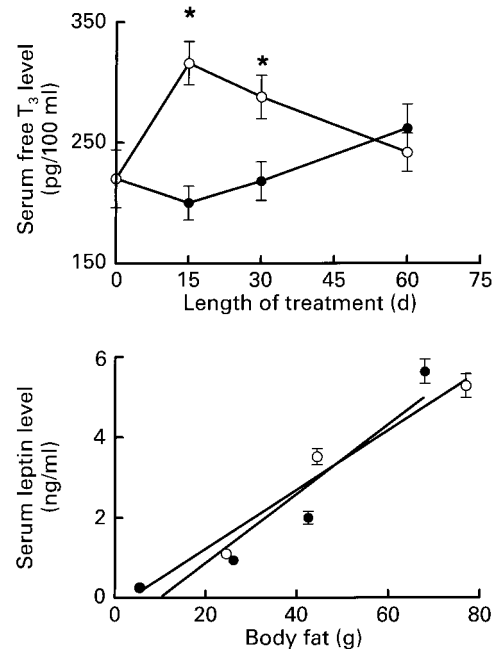 350
250
150
Serum free T₃ level
(pg/100 ml)
*
*
0 15 30 45 60 75
Length of treatment (d)
6
4
2
0
Serum leptin level
(ng/ml)
0 20 40 60 80
Body fat (g)